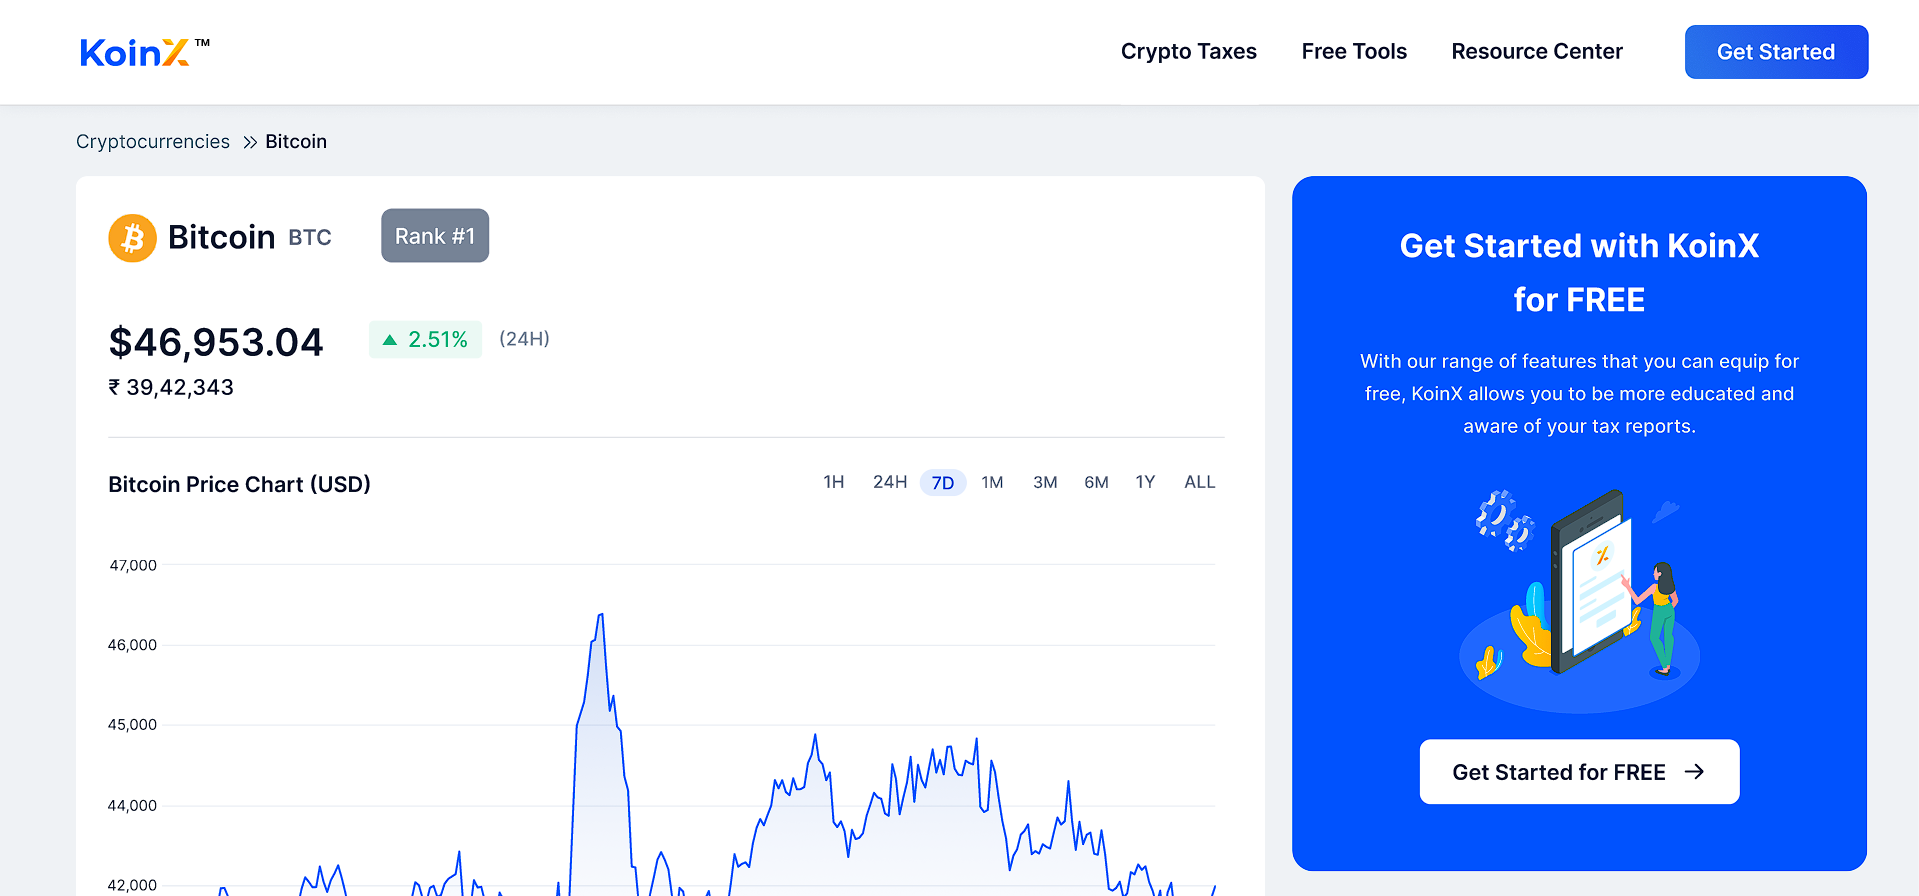 KoinX™
Crypto Taxes
Free Tools
Resource Center
Get Started
Cryptocurrencies » Bitcoin
Bitcoin BTC
Rank #1
$46,953.04
▲ 2.51% (24H)
₹ 39,42,343
Bitcoin Price Chart (USD)
1H 24H 7D 1M 3M 6M 1Y ALL
47,000
46,000
45,000
44,000
42,000
Get Started with KoinX
for FREE
With our range of features that you can equip for
free, KoinX allows you to be more educated and
aware of your tax reports.
Get Started for FREE →